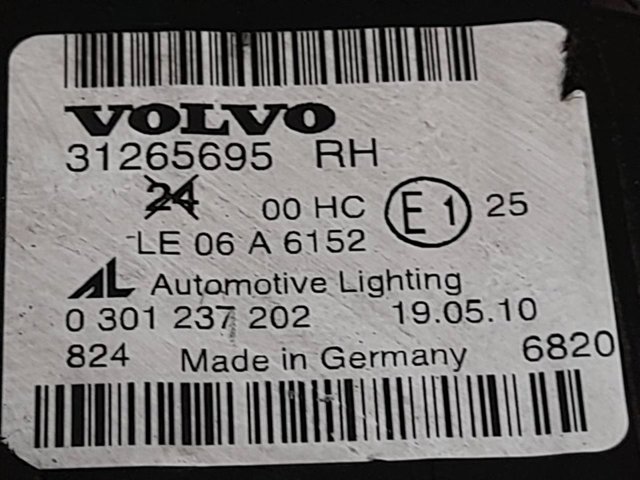 VOLVO
31265695 RH
24 00 HC E1 25
LE 06 A 6152
AL Automotive Lighting
0 301 237 202 19.05.10
824 Made in Germany 6820